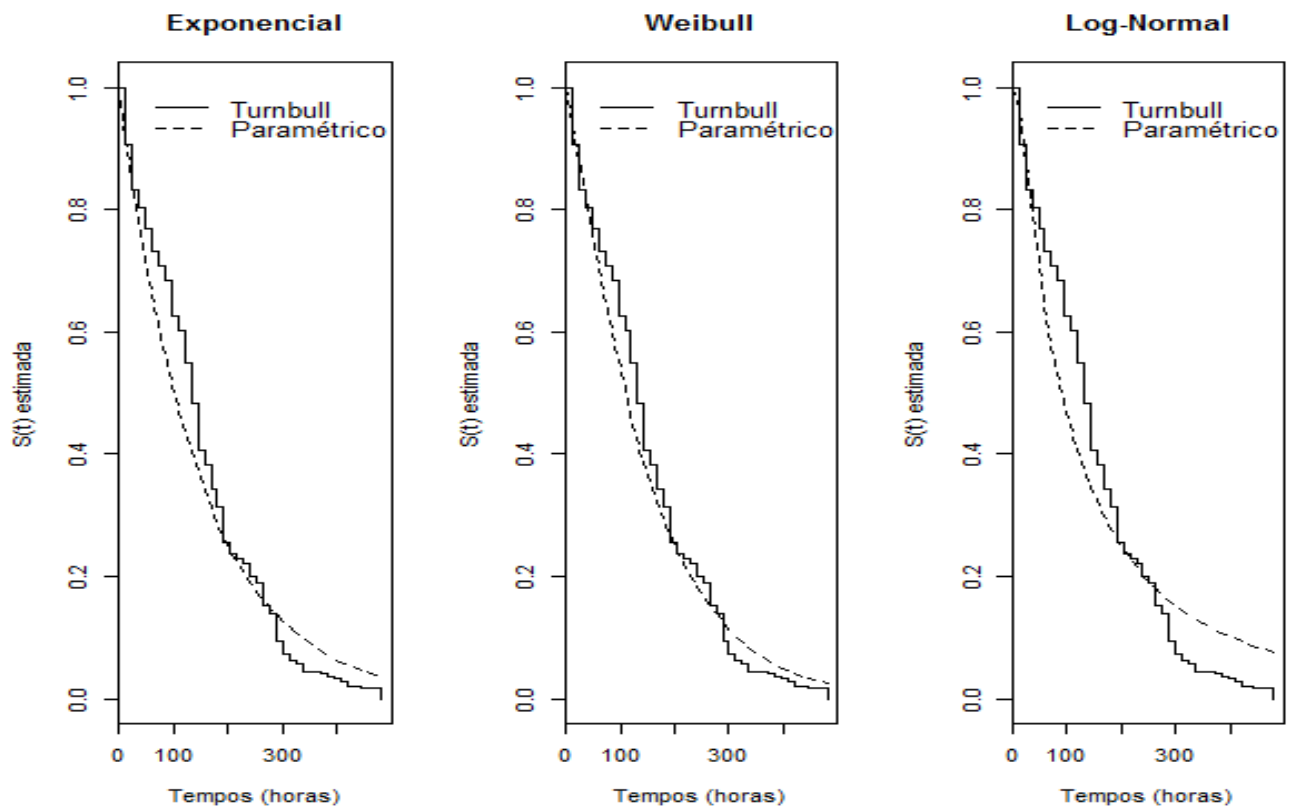 Exponencial
Turnbull
Paramétrico
S(t) estimada
0.0 0.2 0.4 0.6 0.8 1.0
0 100 300
Tempos (horas)
Weibull
Turnbull
Paramétrico
S(t) estimada
0.0 0.2 0.4 0.6 0.8 1.0
0 100 300
Tempos (horas)
Log-Normal
Turnbull
Paramétrico
S(t) estimada
0.0 0.2 0.4 0.6 0.8 1.0
0 100 300
Tempos (horas)